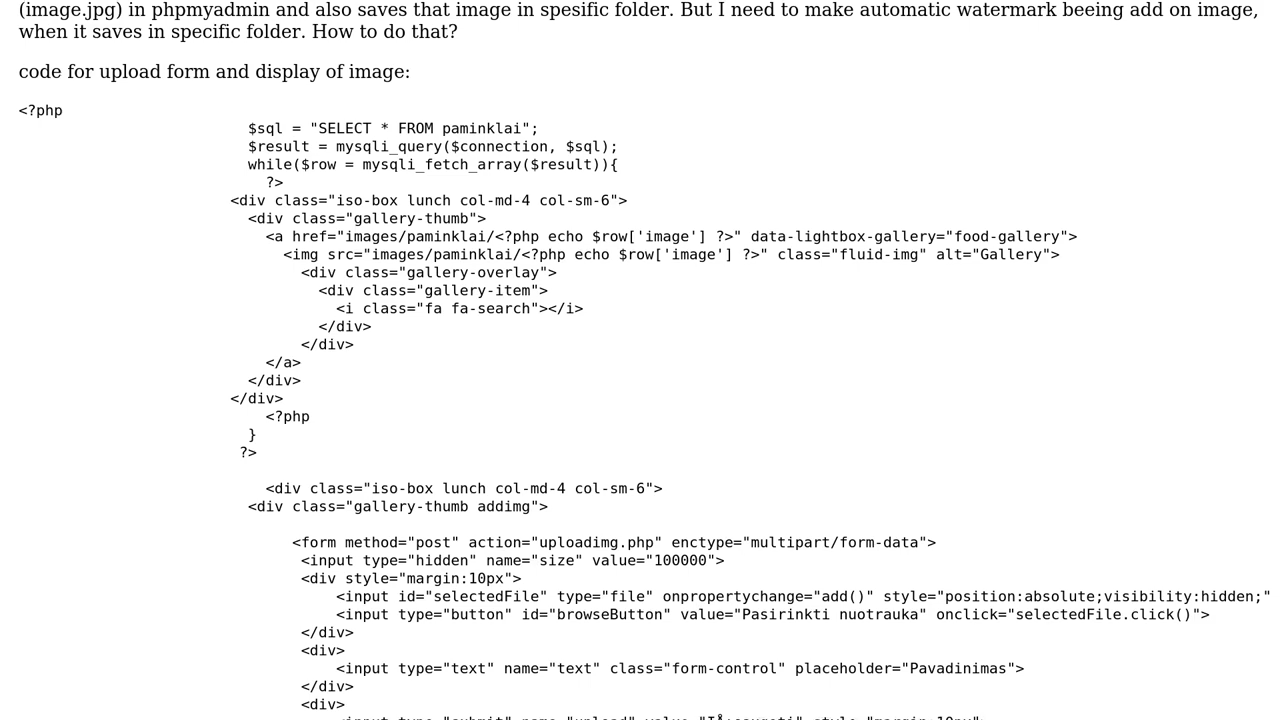 (image.jpg) in phpmyadmin and also saves that image in spesific folder. But I need to make automatic watermark beeing add on image,
when it saves in specific folder. How to do that?
code for upload form and display of image:
<?php
$sql = "SELECT * FROM paminklai";
$result = mysqli_query($connection, $sql);
while($row = mysqli_fetch_array($result)){
?>
<div class="iso-box lunch col-md-4 col-sm-6">
<div class="gallery-thumb">
<a href="images/paminklai/<?php echo $row['image'] ?>" data-lightbox-gallery="food-gallery">
<img src="images/paminklai/<?php echo $row['image'] ?>" class="fluid-img" alt="Gallery">
<div class="gallery-overlay">
<div class="gallery-item">
<i class="fa fa-search"></i>
</div>
</div>
</a>
</div>
</div>
<?php
}
?>
<div class="iso-box lunch col-md-4 col-sm-6">
<div class="gallery-thumb addimg">
<form method="post" action="uploadimg.php" enctype="multipart/form-data">
<input type="hidden" name="size" value="100000">
<div style="margin:10px">
<input id="selectedFile" type="file" onpropertychange="add()" style="position:absolute;visibility:hidden;"
<input type="button" id="browseButton" value="Pasirinkti nuotrauka" onclick="selectedFile.click()">
</div>
<div>
<input type="text" name="text" class="form-control" placeholder="Pavadinimas">
</div>
<div>